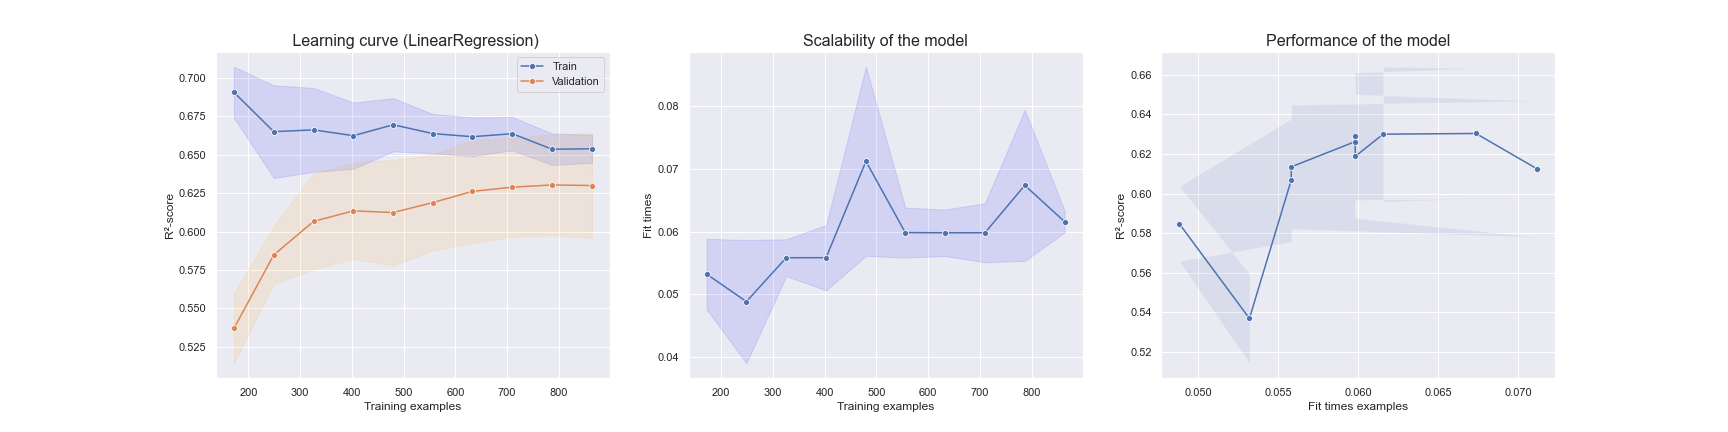 Learning curve (LinearRegression)
Train
Validation
0.700
0.675
0.650
0.625
0.600
0.575
0.550
0.525
R²-score
200 300 400 500 600 700 800
Training examples
Scalability of the model
0.08
0.07
0.06
0.05
0.04
Fit times
200 300 400 500 600 700 800
Training examples
Performance of the model
0.66
0.64
0.62
0.60
0.58
0.56
0.54
0.52
R²-score
0.050 0.055 0.060 0.065 0.070
Fit times examples